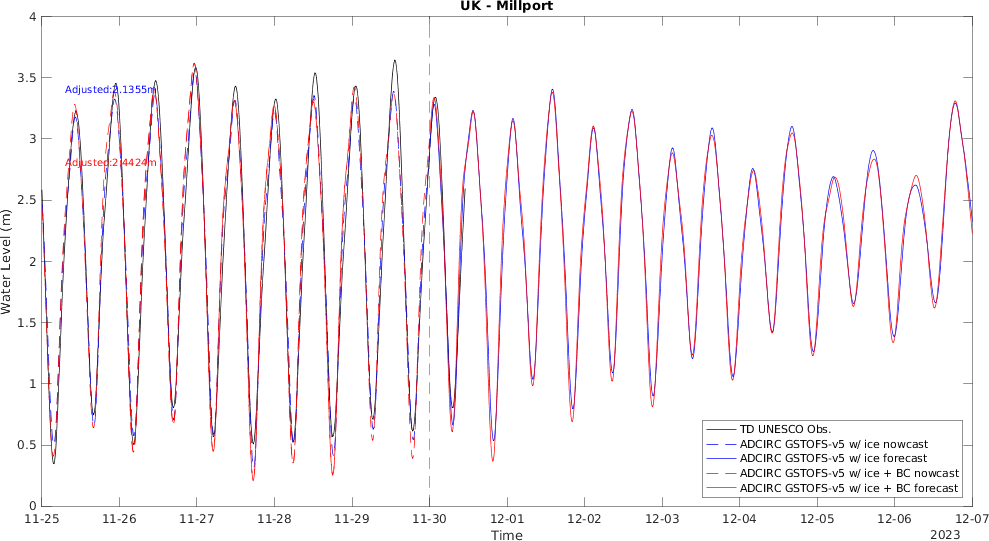 UK - Millport
4
3.5
3
2.5
2
1.5
1
0.5
0
Water Level (m)
Adjusted:2.1355m
Adjusted:2.4424m
TD UNESCO Obs.
ADCIRC GSTOFS-v5 w/ ice nowcast
ADCIRC GSTOFS-v5 w/ ice forecast
ADCIRC GSTOFS-v5 w/ ice + BC nowcast
ADCIRC GSTOFS-v5 w/ ice + BC forecast
11-25 11-26 11-27 11-28 11-29 11-30 12-01 12-02 12-03 12-04 12-05 12-06 12-07
Time
2023